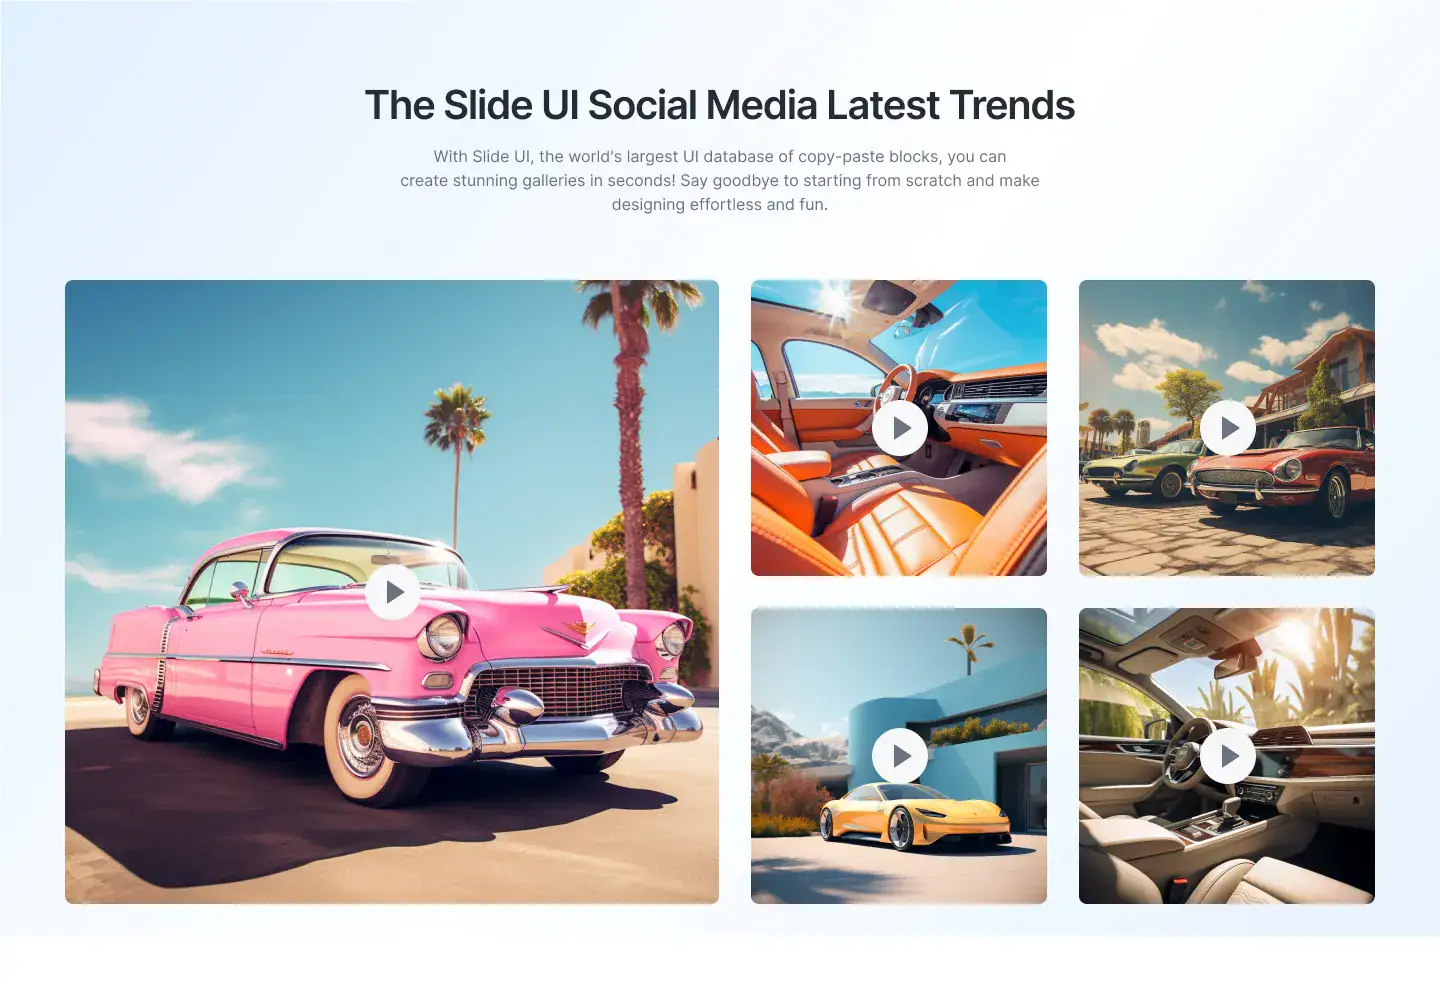 The Slide UI Social Media Latest Trends
With Slide UI, the world's largest UI database of copy-paste blocks, you can
create stunning galleries in seconds! Say goodbye to starting from scratch and make
designing effortless and fun.